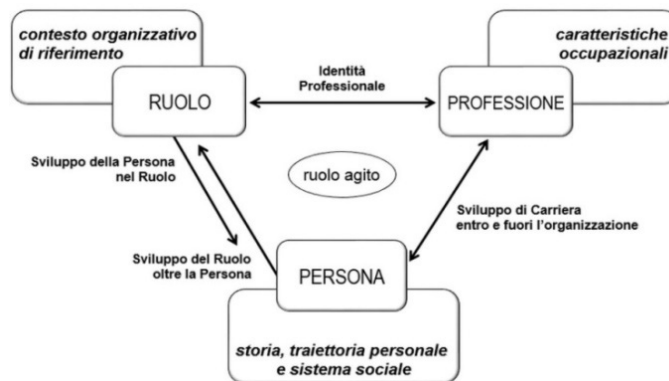 contesto organizzativo
di riferimento
caratteristiche
occupazionali
Identità
Professionale
RUOLO
PROFESSIONE
Sviluppo della Persona
nel Ruolo
ruolo agito
Sviluppo di Carriera
entro e fuori l'organizzazione
Sviluppo del Ruolo
oltre la Persona
PERSONA
storia, traiettoria personale
e sistema sociale